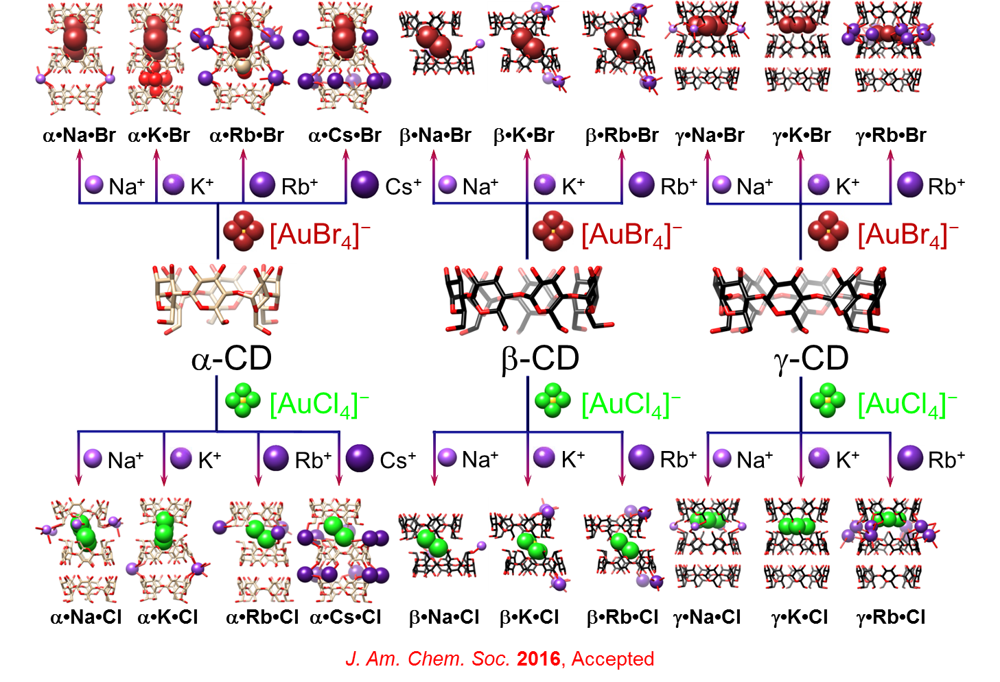 α•Na•Br α•K•Br α•Rb•Br α•Cs•Br β•Na•Br β•K•Br β•Rb•Br γ•Na•Br γ•K•Br γ•Rb•Br
Na⁺ K⁺ Rb⁺ Cs⁺ Na⁺ K⁺ Rb⁺ Na⁺ K⁺ Rb⁺
[AuBr₄]⁻ [AuBr₄]⁻ [AuBr₄]⁻
α-CD β-CD γ-CD
[AuCl₄]⁻ [AuCl₄]⁻ [AuCl₄]⁻
Na⁺ K⁺ Rb⁺ Cs⁺ Na⁺ K⁺ Rb⁺ Na⁺ K⁺ Rb⁺
α•Na•Cl α•K•Cl α•Rb•Cl α•Cs•Cl β•Na•Cl β•K•Cl β•Rb•Cl γ•Na•Cl γ•K•Cl γ•Rb•Cl
J. Am. Chem. Soc. 2016, Accepted